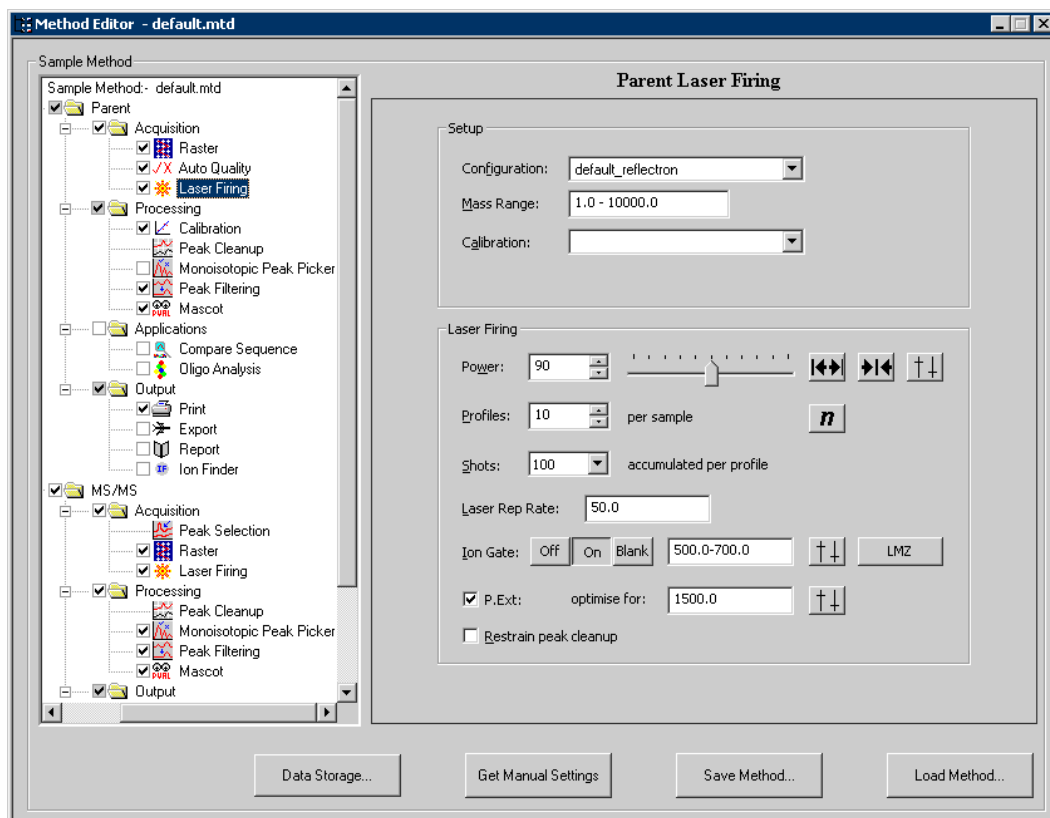 Method Editor - default.mtd
Sample Method
Sample Method:- default.mtd
Parent
Acquisition
Raster
Auto Quality
Laser Firing
Processing
Calibration
Peak Cleanup
Monoisotopic Peak Picker
Peak Filtering
Mascot
Applications
Compare Sequence
Oligo Analysis
Output
Print
Export
Report
IF Ion Finder
MS/MS
Acquisition
Peak Selection
Raster
Laser Firing
Processing
Peak Cleanup
Monoisotopic Peak Picker
Peak Filtering
Mascot
Output
Parent Laser Firing
Setup
Configuration: default_reflectron
Mass Range: 1.0 - 10000.0
Calibration:
Laser Firing
Power: 90
Profiles: 10 per sample n
Shots: 100 accumulated per profile
Laser Rep Rate: 50.0
Ion Gate: Off On Blank 500.0-700.0 LMZ
P.Ext: optimise for: 1500.0
Restrain peak cleanup
Data Storage... Get Manual Settings Save Method... Load Method...